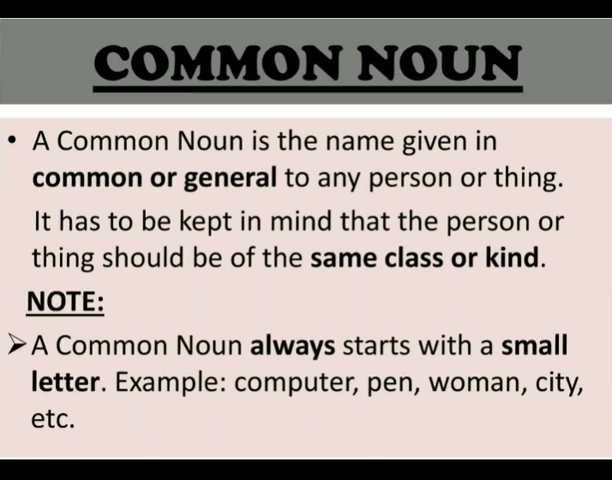 COMMON NOUN
• A Common Noun is the name given in
common or general to any person or thing.
It has to be kept in mind that the person or
thing should be of the same class or kind.
NOTE:
➢A Common Noun always starts with a small
letter. Example: computer, pen, woman, city,
etc.